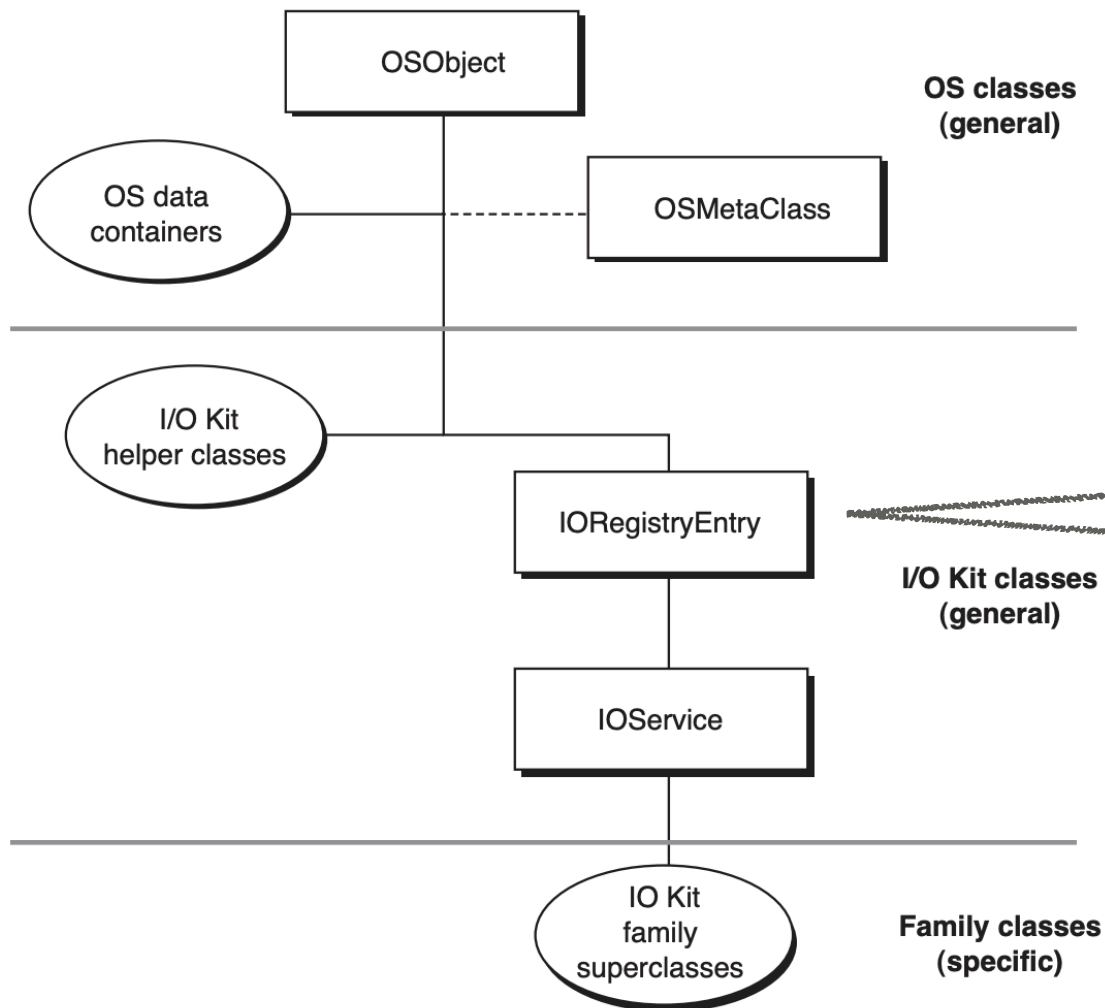 OSObject
OS classes
(general)
OS data
containers
OSMetaClass
I/O Kit
helper classes
IORegistryEntry
I/O Kit classes
(general)
IOService
IO Kit
family
superclasses
Family classes
(specific)